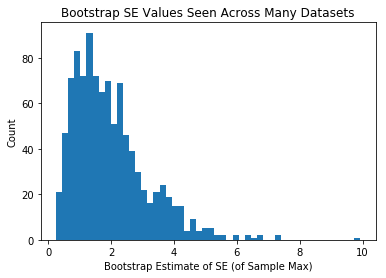 Bootstrap SE Values Seen Across Many Datasets
80
60
40
20
0
Count
0 2 4 6 8 10
Bootstrap Estimate of SE (of Sample Max)